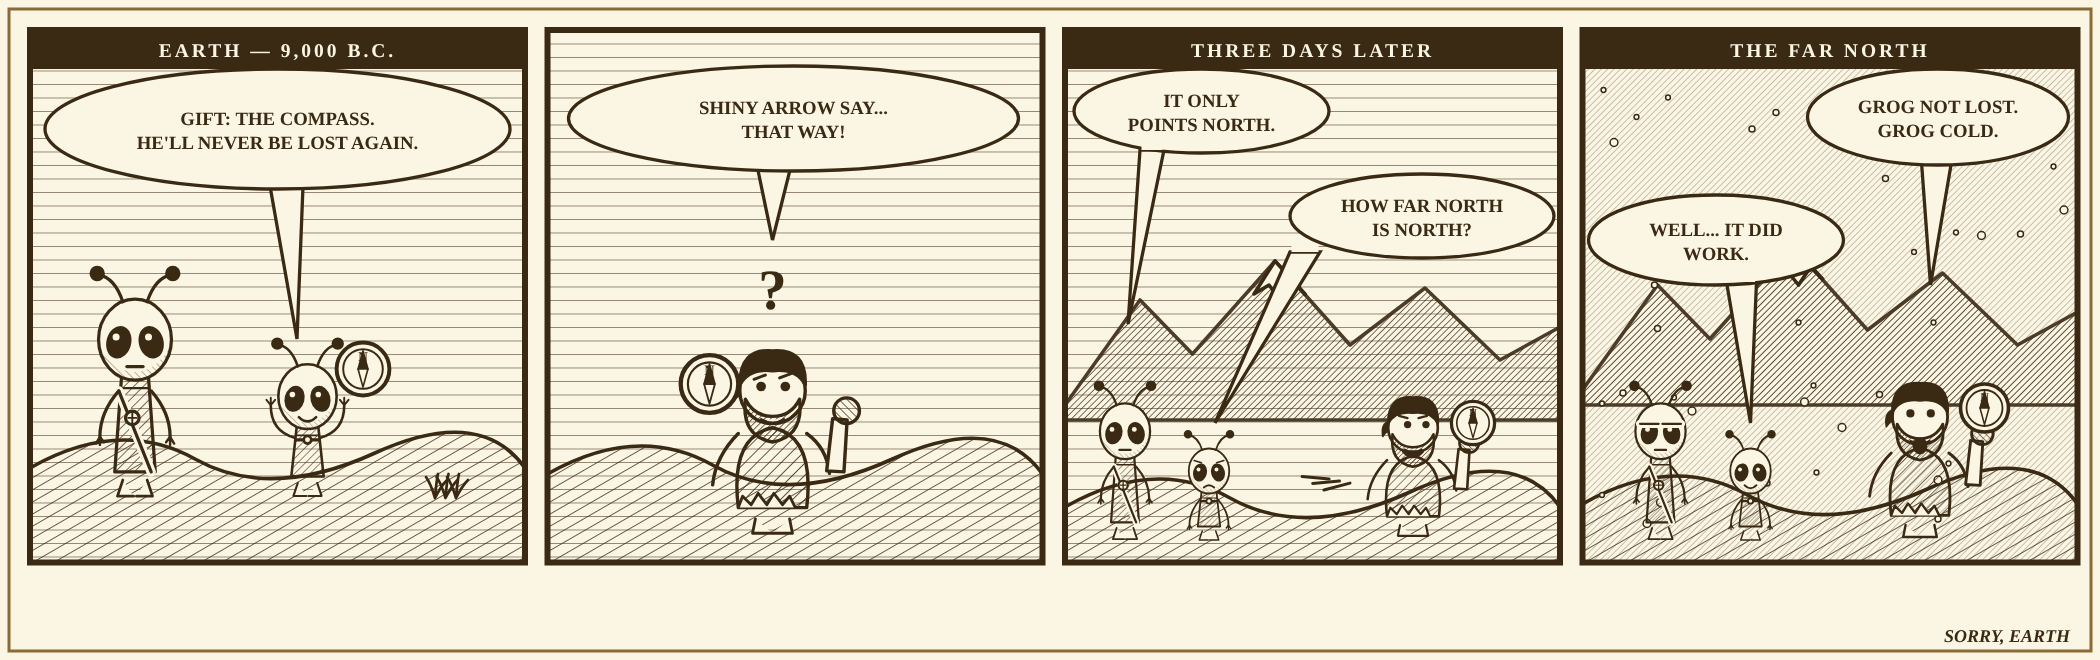 EARTH — 9,000 B.C.
GIFT: THE COMPASS.
HE'LL NEVER BE LOST AGAIN.
SHINY ARROW SAY...
THAT WAY!
?
THREE DAYS LATER
IT ONLY
POINTS NORTH.
HOW FAR NORTH
IS NORTH?
THE FAR NORTH
GROG NOT LOST.
GROG COLD.
WELL... IT DID
WORK.
SORRY, EARTH